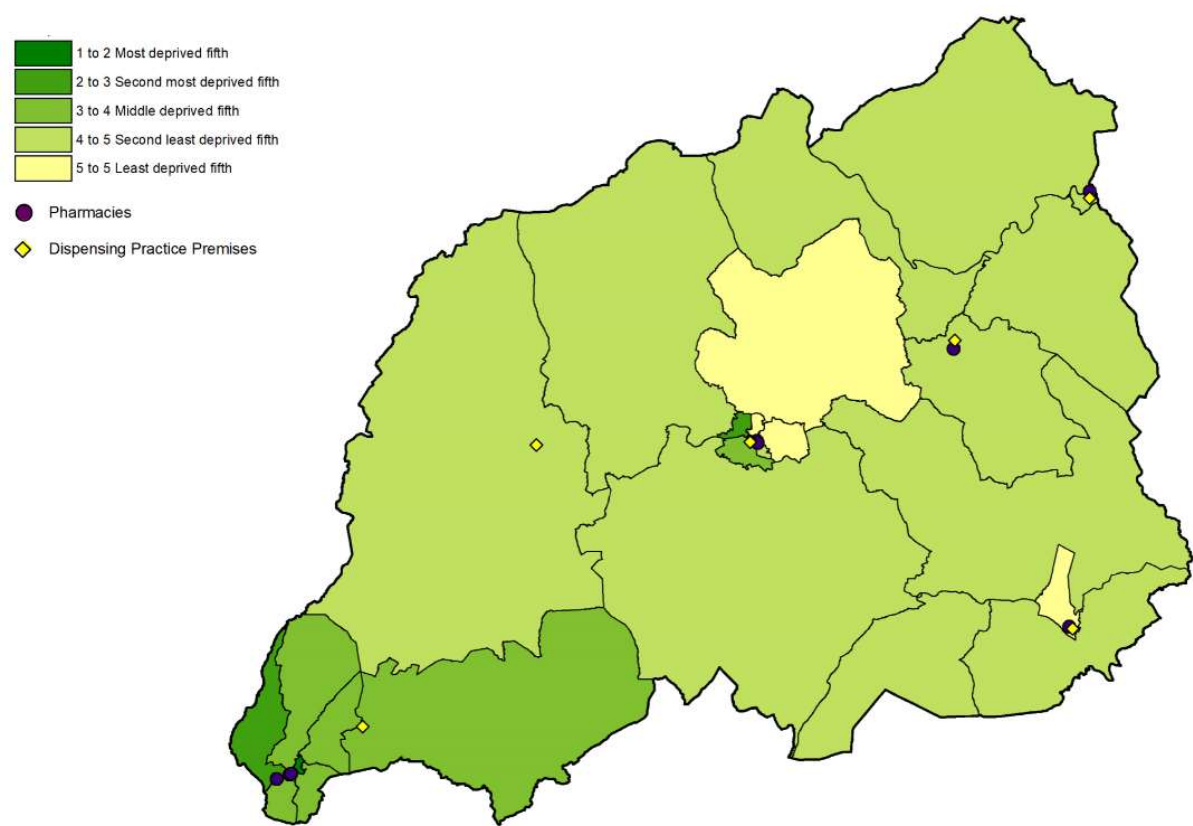 1 to 2 Most deprived fifth
2 to 3 Second most deprived fifth
3 to 4 Middle deprived fifth
4 to 5 Second least deprived fifth
5 to 5 Least deprived fifth
Pharmacies
Dispensing Practice Premises